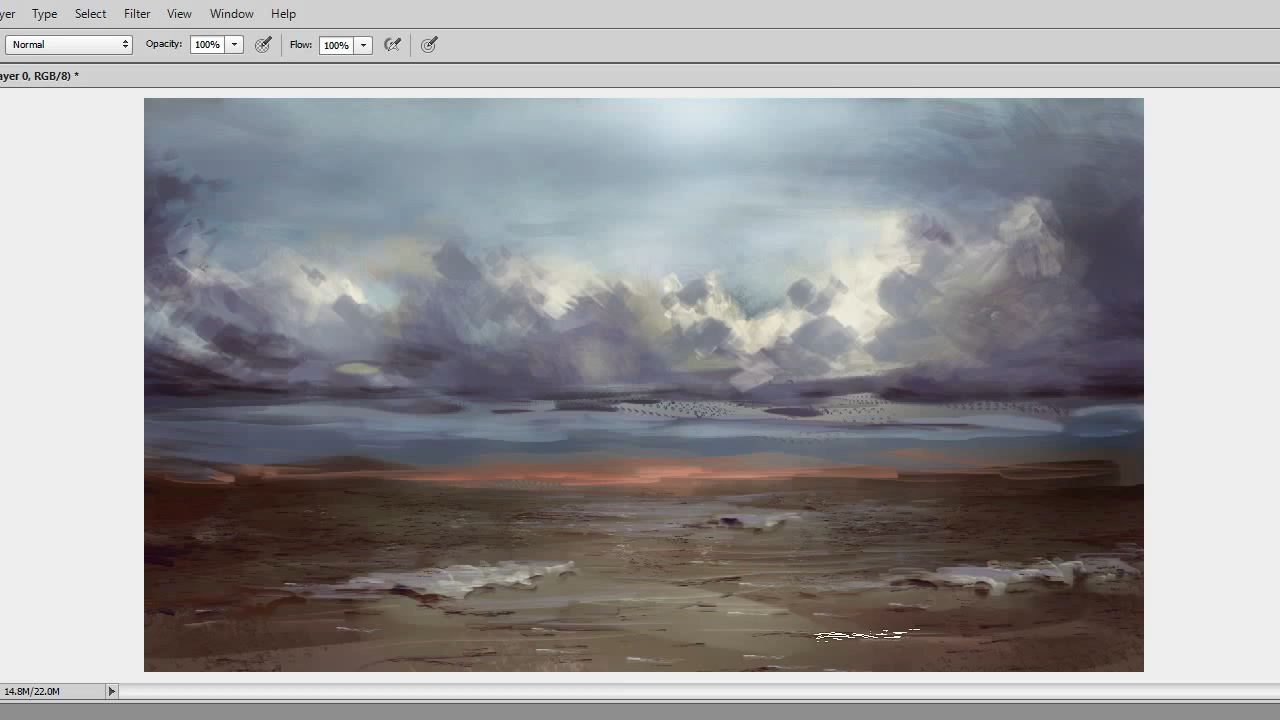 yer Type Select Filter View Window Help
Normal Opacity: 100% Flow: 100%
ayer 0, RGB/8) *
14.8M/22.0M